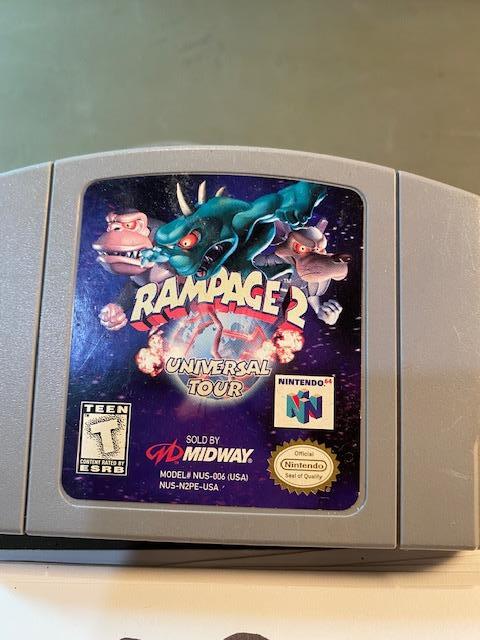 RAMPAGE 2™
UNIVERSAL
TOUR
NINTENDO 64
TEEN
T
CONTENT RATED BY
ESRB
SOLD BY
MIDWAY
MODEL# NUS-006 (USA)
NUS-N2PE-USA
Official
Nintendo
Seal of Quality